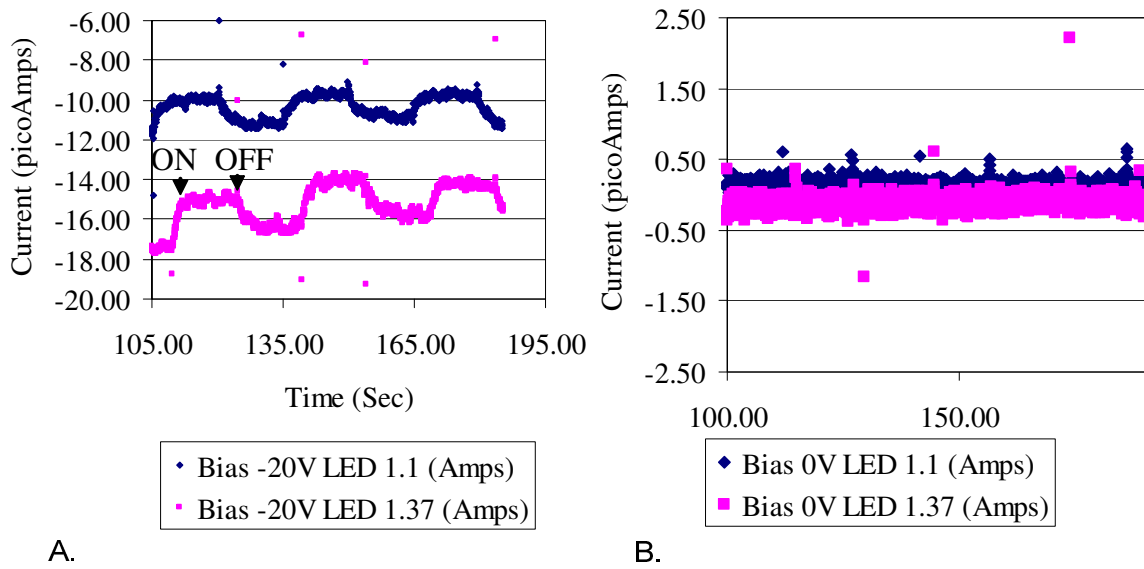 -6.00
-8.00
-10.00
-12.00
-14.00
-16.00
-18.00
-20.00
Current (picoAmps)
ON OFF
105.00 135.00 165.00 195.00
Time (Sec)
Bias -20V LED 1.1 (Amps)
Bias -20V LED 1.37 (Amps)
A.
2.50
1.50
0.50
-0.50
-1.50
-2.50
Current (picoAmps)
100.00 150.00
Bias 0V LED 1.1 (Amps)
Bias 0V LED 1.37 (Amps)
B.